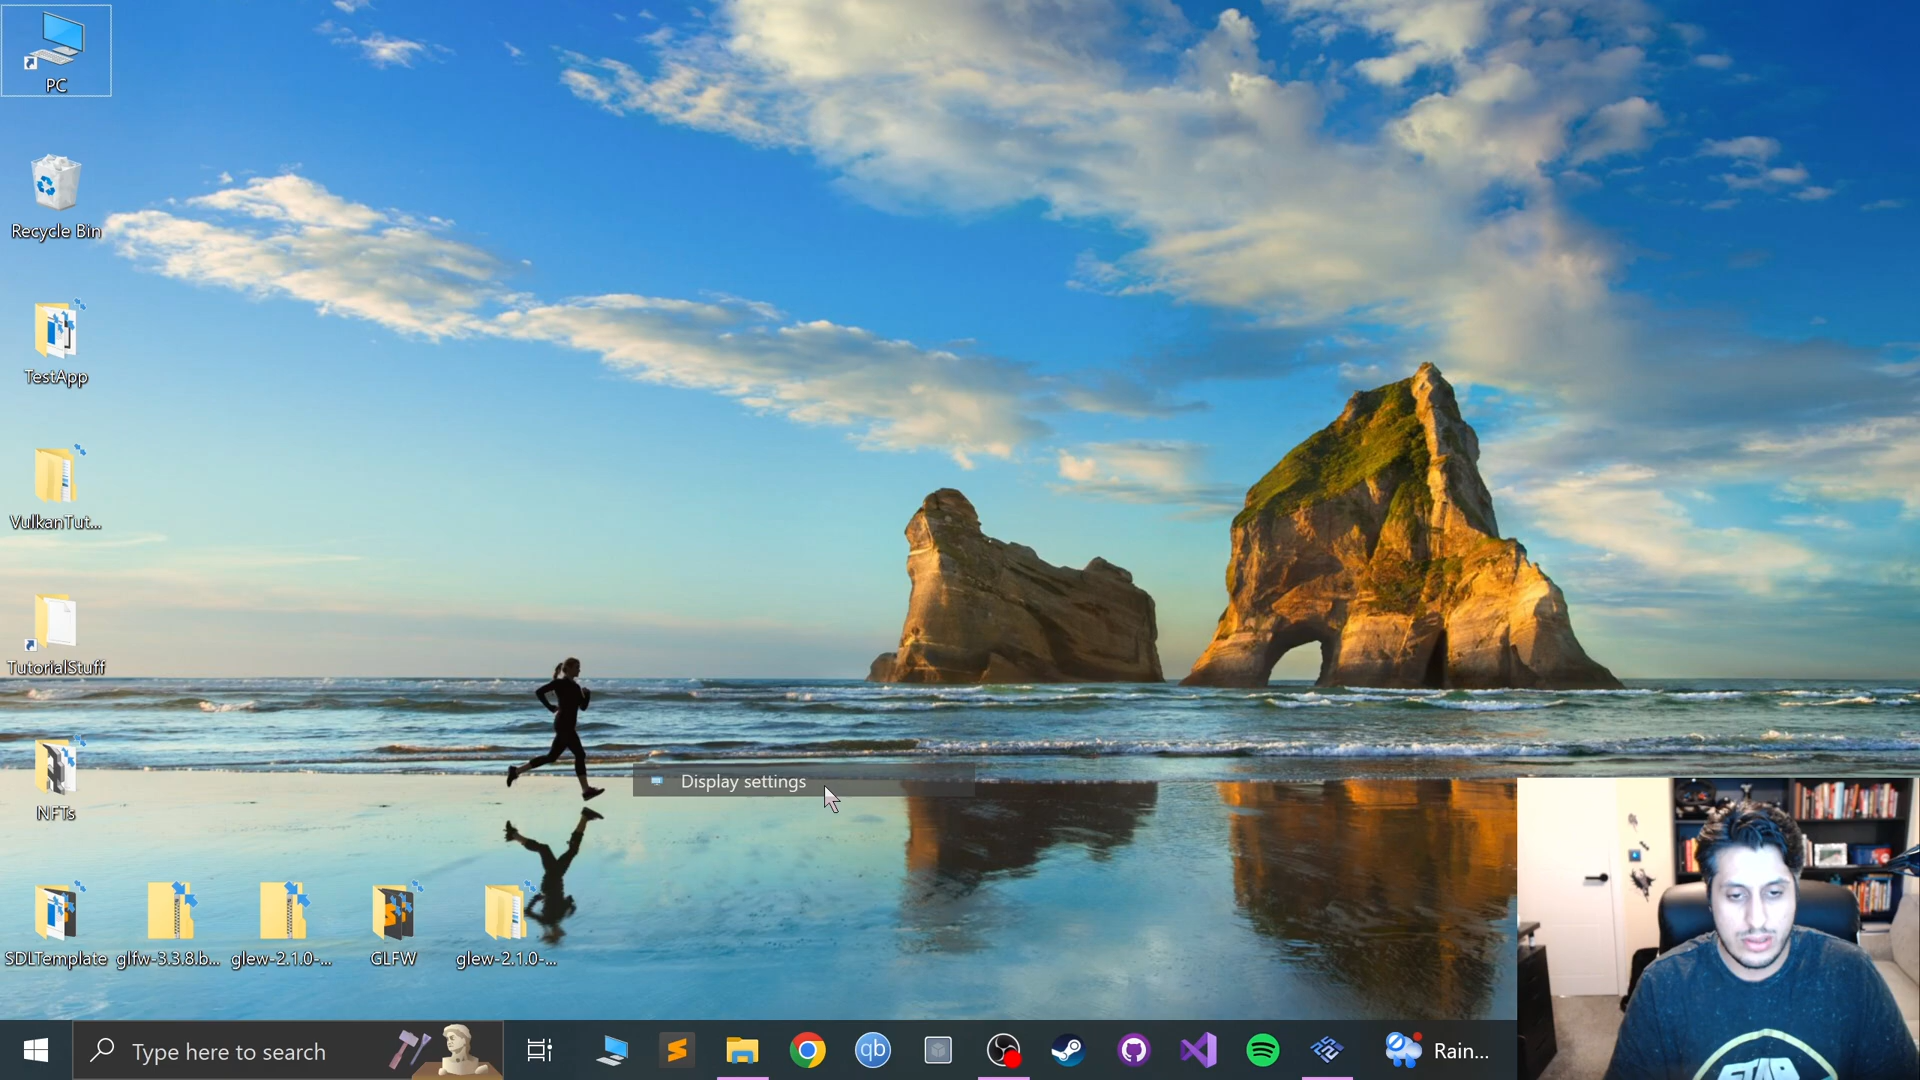 PC
Recycle Bin
TestApp
VulkanTut...
TutorialStuff
NFTs
SDLTemplate
glfw-3.3.8.b...
glew-2.1.0-...
GLFW
glew-2.1.0-...
Display settings
Type here to search
qb
Rain...